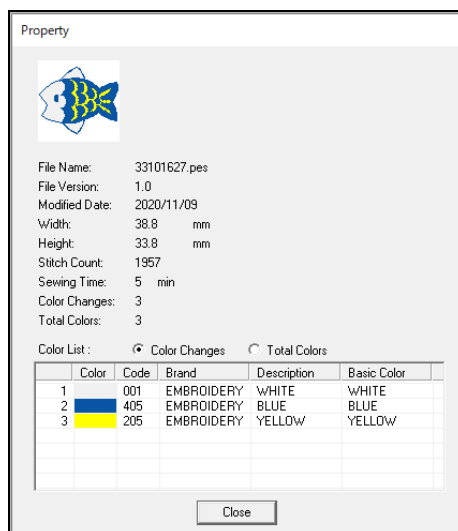 Property
File Name: 33101627.pes
File Version: 1.0
Modified Date: 2020/11/09
Width: 38.8 mm
Height: 33.8 mm
Stitch Count: 1957
Sewing Time: 5 min
Color Changes: 3
Total Colors: 3
Color List : Color Changes Total Colors
Color Code Brand Description Basic Color
1 001 EMBROIDERY WHITE WHITE
2 405 EMBROIDERY BLUE BLUE
3 205 EMBROIDERY YELLOW YELLOW
Close